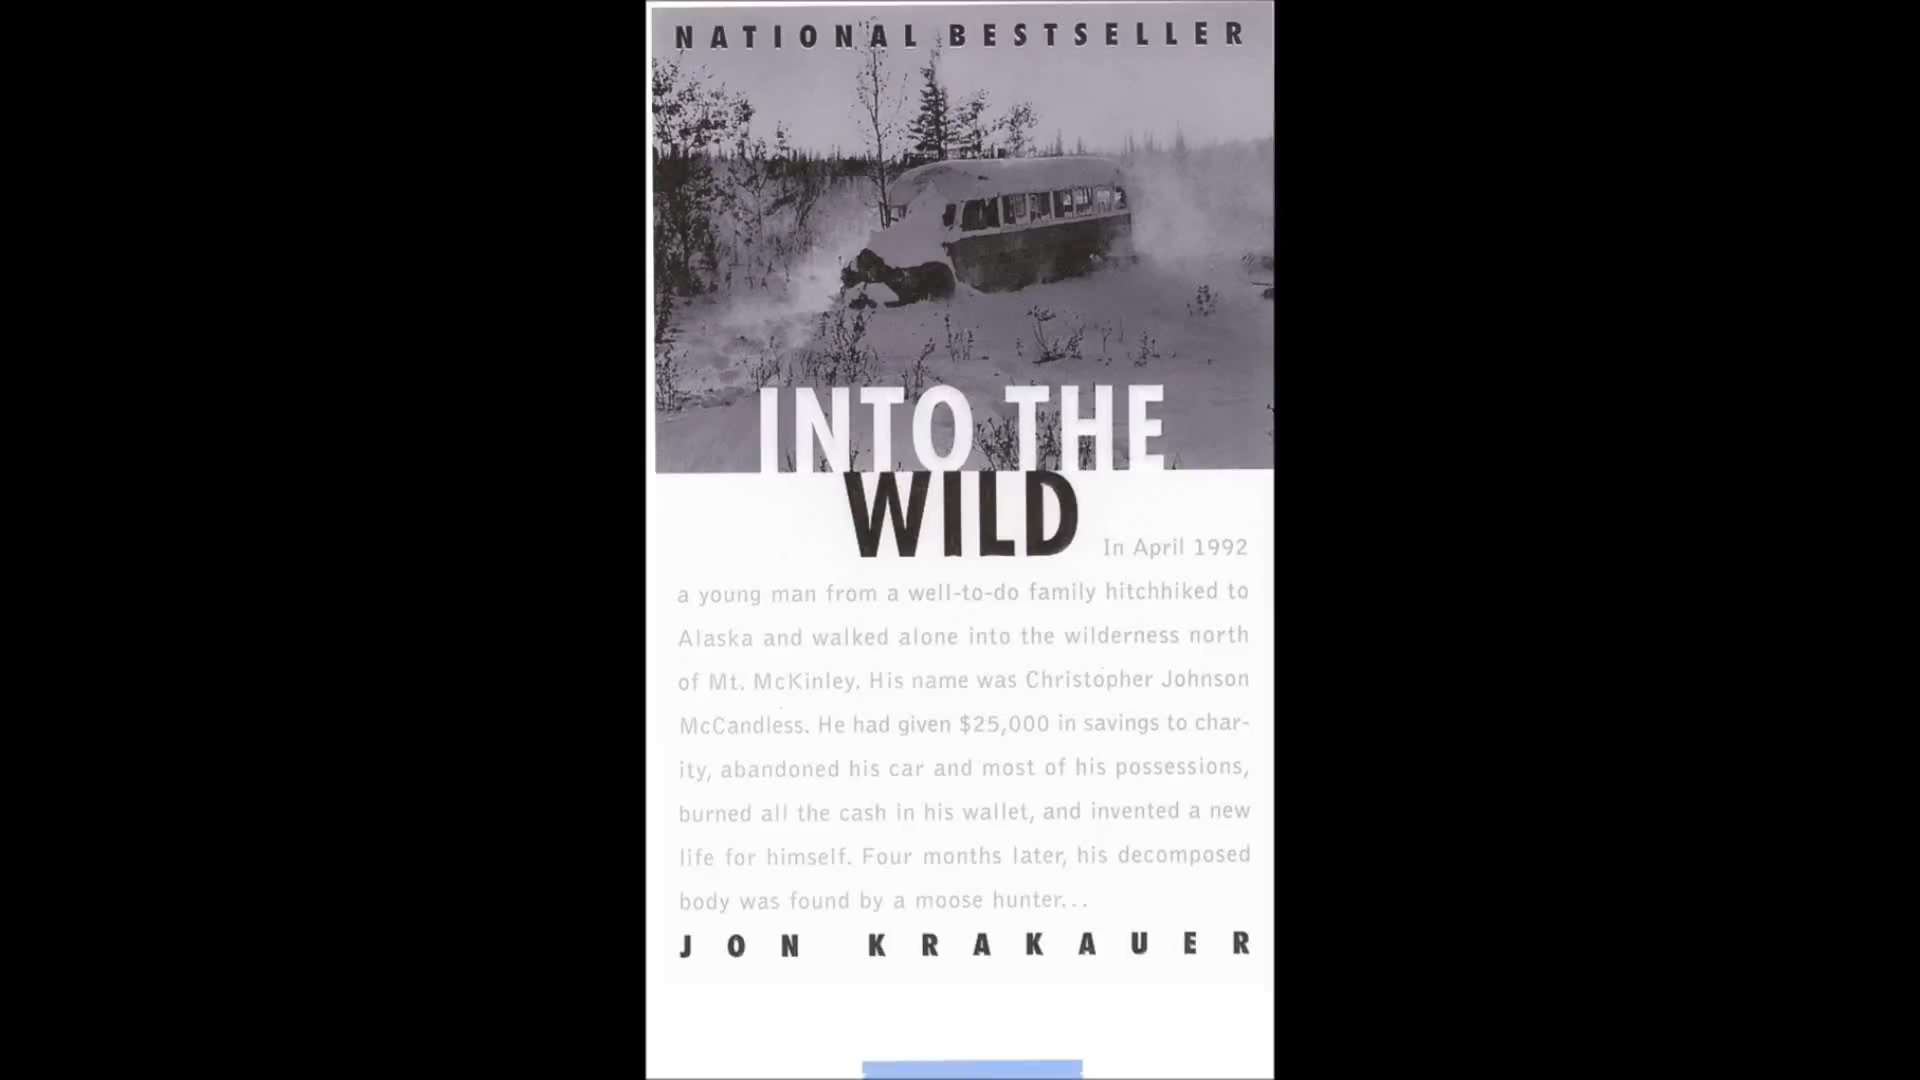 NATIONAL BESTSELLER
INTO THE
WILD
In April 1992
a young man from a well-to-do family hitchhiked to
Alaska and walked alone into the wilderness north
of Mt. McKinley. His name was Christopher Johnson
McCandless. He had given $25,000 in savings to char-
ity, abandoned his car and most of his possessions,
burned all the cash in his wallet, and invented a new
life for himself. Four months later, his decomposed
body was found by a moose hunter...
JON KRAKAUER